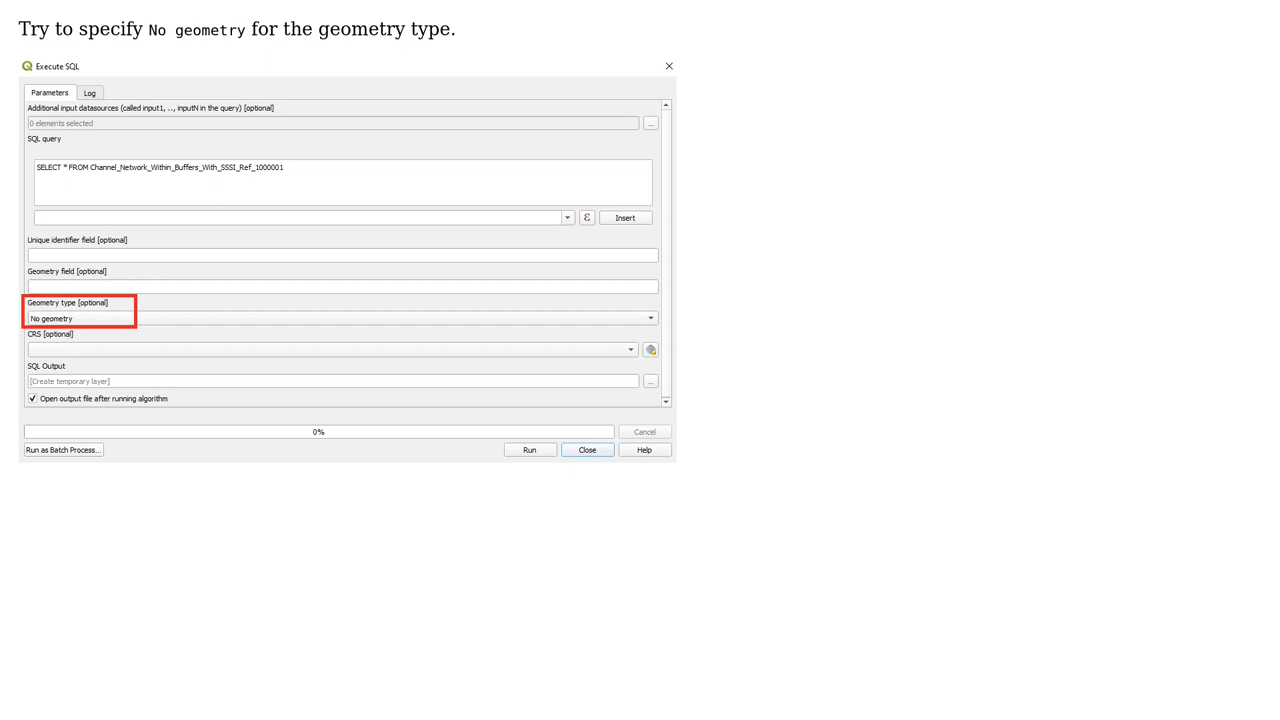 Try to specify No geometry for the geometry type.
Execute SQL
Parameters
Log
Additional input datasources (called input1, .., inputN in the query) [optional]
0 elements selected
...
SQL query
SELECT * FROM Channel_Network_Within_Buffers_With_SSSI_Ref_1000001
ε
Insert
Unique identifier field [optional]
Geometry field [optional]
Geometry type [optional]
No geometry
CRS [optional]
SQL Output
[Create temporary layer]
...
Open output file after running algorithm
0%
Cancel
Run as Batch Process...
Run
Close
Help